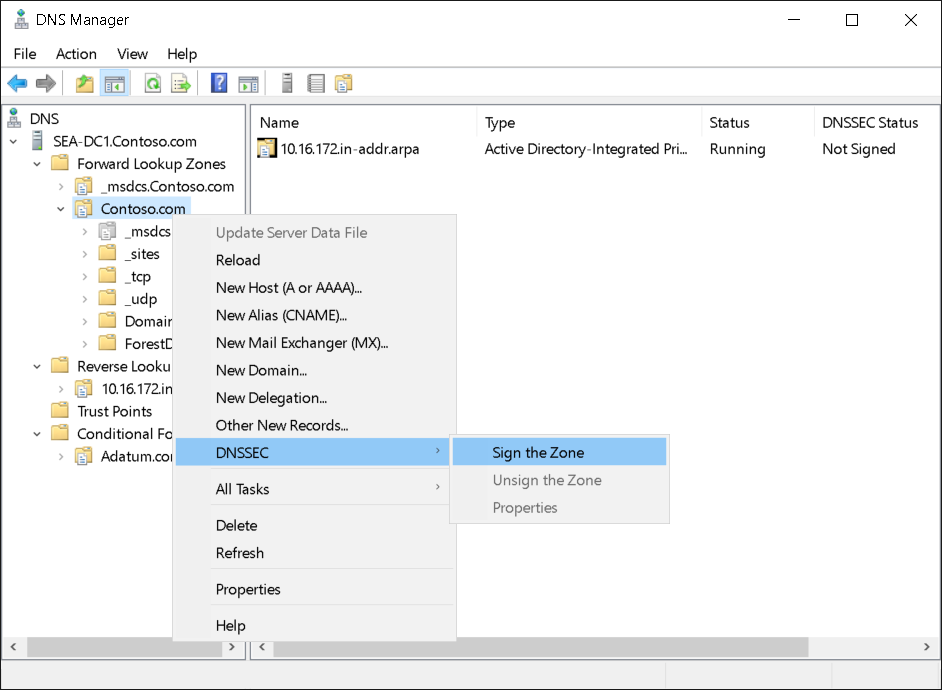 DNS Manager
File Action View Help
DNS
SEA-DC1.Contoso.com
Forward Lookup Zones
_msdcs.Contoso.com
Contoso.com
_msdcs
_sites
_tcp
_udp
Domain
ForestD
Reverse Looku
10.16.172.in
Trust Points
Conditional Fo
Adatum.co
Name Type Status DNSSEC Status
10.16.172.in-addr.arpa Active Directory-Integrated Pri... Running Not Signed
Update Server Data File
Reload
New Host (A or AAAA)...
New Alias (CNAME)...
New Mail Exchanger (MX)...
New Domain...
New Delegation...
Other New Records...
DNSSEC
All Tasks
Delete
Refresh
Properties
Help
Sign the Zone
Unsign the Zone
Properties